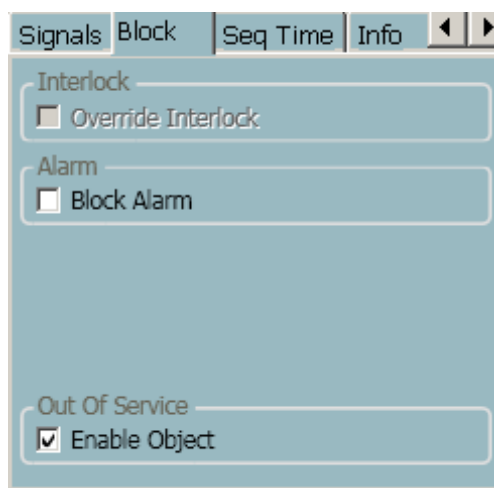 Signals Block Seq Time Info
Interlock
Override Interlock
Alarm
Block Alarm
Out Of Service
Enable Object